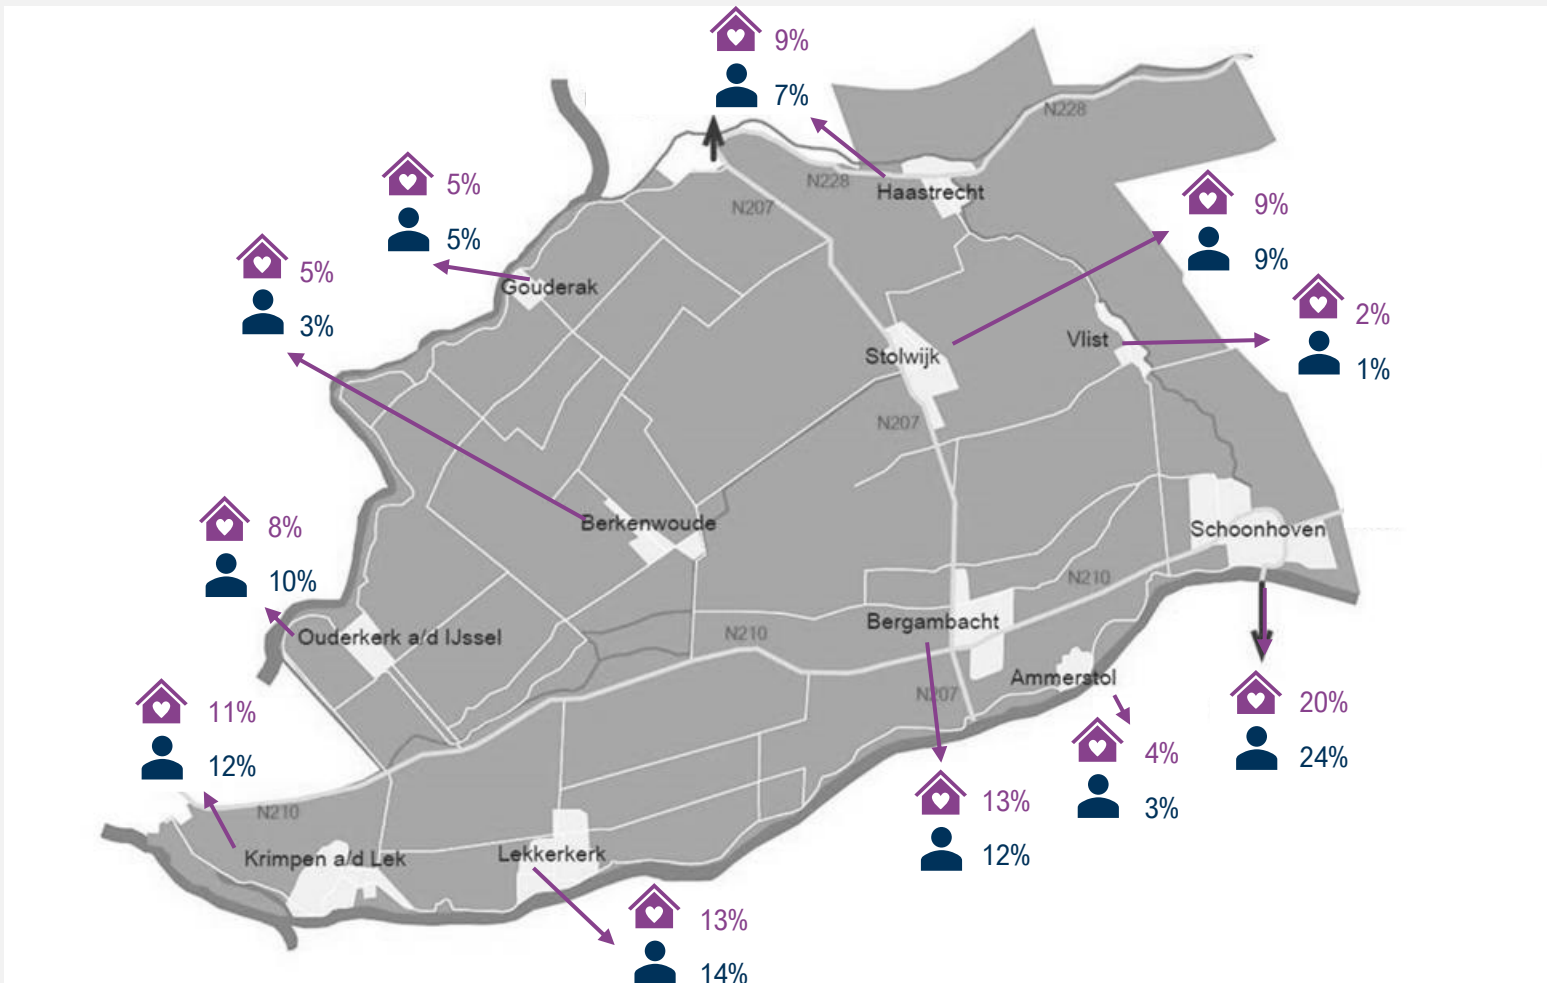 9%
7%
N228
5%
5%
N228
Haastrecht
N207
9%
9%
5%
3%
Gouderak
2%
1%
Stolwijk
Vlist
N207
8%
10%
Berkenwoude
Schoonhoven
N210
Ouderkerk a/d IJssel
N210
Bergambacht
Ammerstol
N207
11%
12%
20%
24%
4%
3%
13%
12%
N210
Krimpen a/d Lek
Lekkerkerk
13%
14%